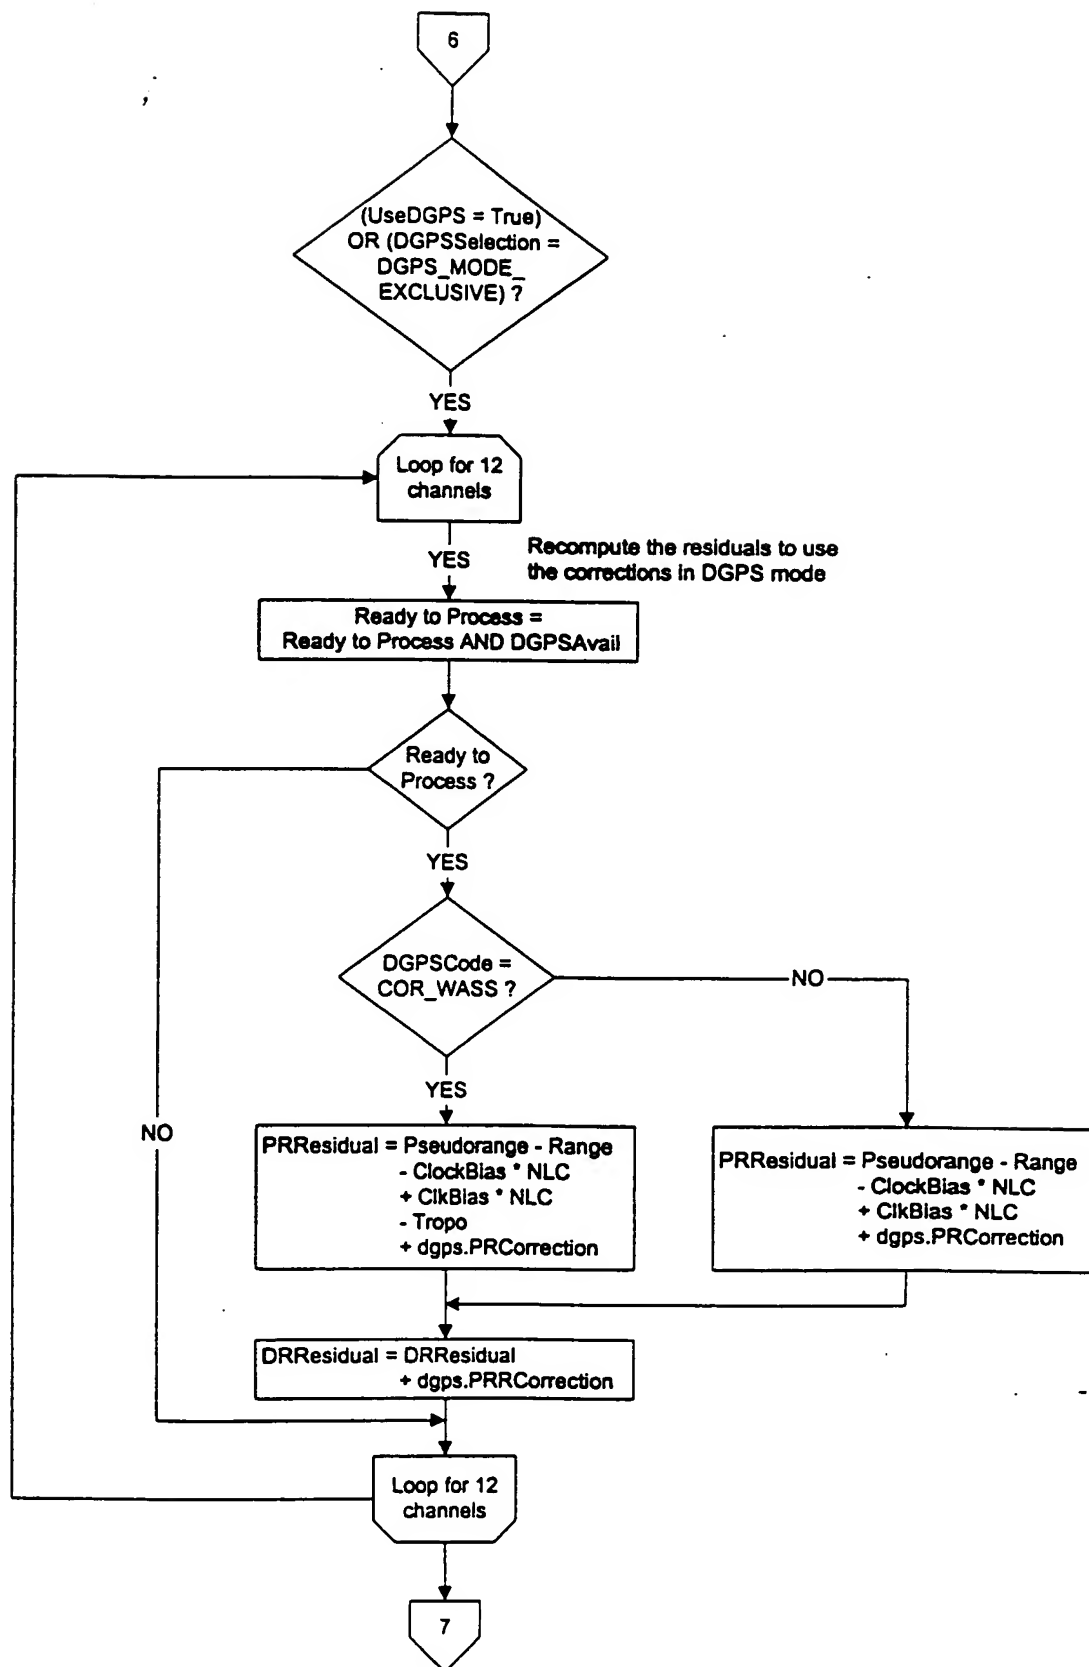 6
(UseDGPS = True)
OR (DGPSSelection =
DGPS_MODE_
EXCLUSIVE) ?
YES
Loop for 12
channels
YES
Recompute the residuals to use
the corrections in DGPS mode
Ready to Process =
Ready to Process AND DGPSAvail
Ready to
Process ?
YES
DGPSCode =
COR_WASS ?
NO
YES
NO
PRResidual = Pseudorange - Range
- ClockBias * NLC
+ ClkBias * NLC
- Tropo
+ dgps.PRCorrection
PRResidual = Pseudorange - Range
- ClockBias * NLC
+ ClkBias * NLC
+ dgps.PRCorrection
DRResidual = DRResidual
+ dgps.PRRCorrection
Loop for 12
channels
7